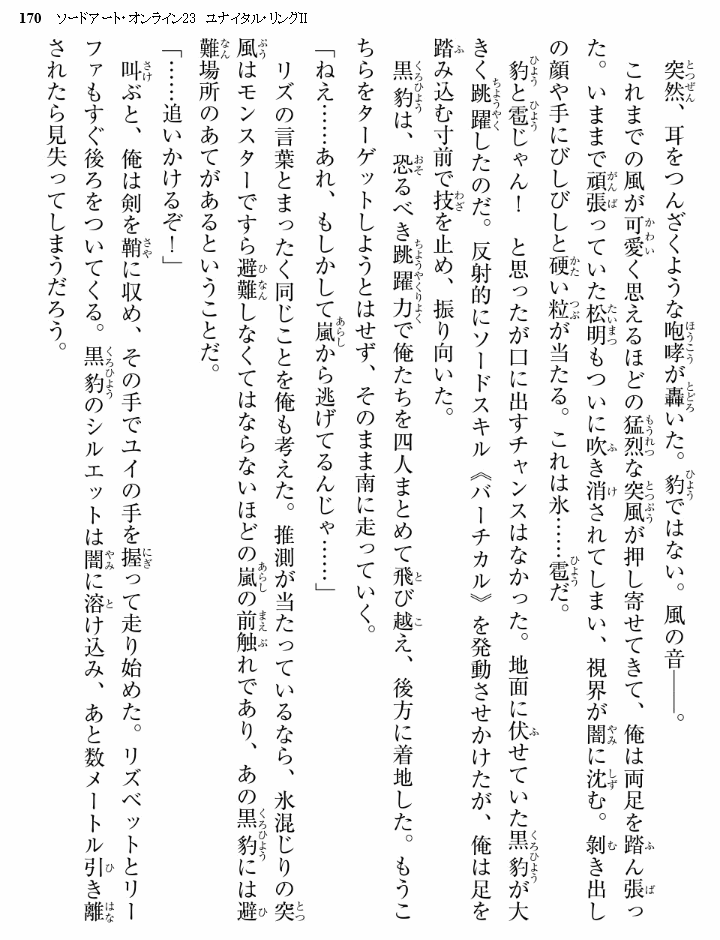 170 ソードアート・オンライン23 ユナイタル・リングII
突然、耳をつんざくような咆哮が轟いた。豹ではない。風の音――。
これまでの風が可愛く思えるほどの猛烈な突風が押し寄せてきて、俺は両足を踏ん張っ
た。いままで頑張っていた松明もついに吹き消されてしまい、視界が闇に沈む。剝き出し
の顔や手にびしびしと硬い粒が当たる。これは氷……雹だ。
豹と雹じゃん！　と思ったが口に出すチャンスはなかった。地面に伏せていた黒豹が大
きく跳躍したのだ。反射的にソードスキル《バーチカル》を発動させかけたが、俺は足を
踏み込む寸前で技を止め、振り向いた。
黒豹は、恐るべき跳躍力で俺たちを四人まとめて飛び越え、後方に着地した。もうこ
ちらをターゲットしようとはせず、そのまま南に走っていく。
「ねえ……あれ、もしかして嵐から逃げてるんじゃ……」
リズの言葉とまったく同じことを俺も考えた。推測が当たっているなら、氷混じりの突
風はモンスターですら避難しなくてはならないほどの嵐の前触れであり、あの黒豹には避
難場所のあてがあるということだ。
「……追いかけるぞ！」
叫ぶと、俺は剣を鞘に収め、その手でユイの手を握って走り始めた。リズベットとリー
ファもすぐ後ろをついてくる。黒豹のシルエットは闇に溶け込み、あと数メートル引き離
されたら見失ってしまうだろう。